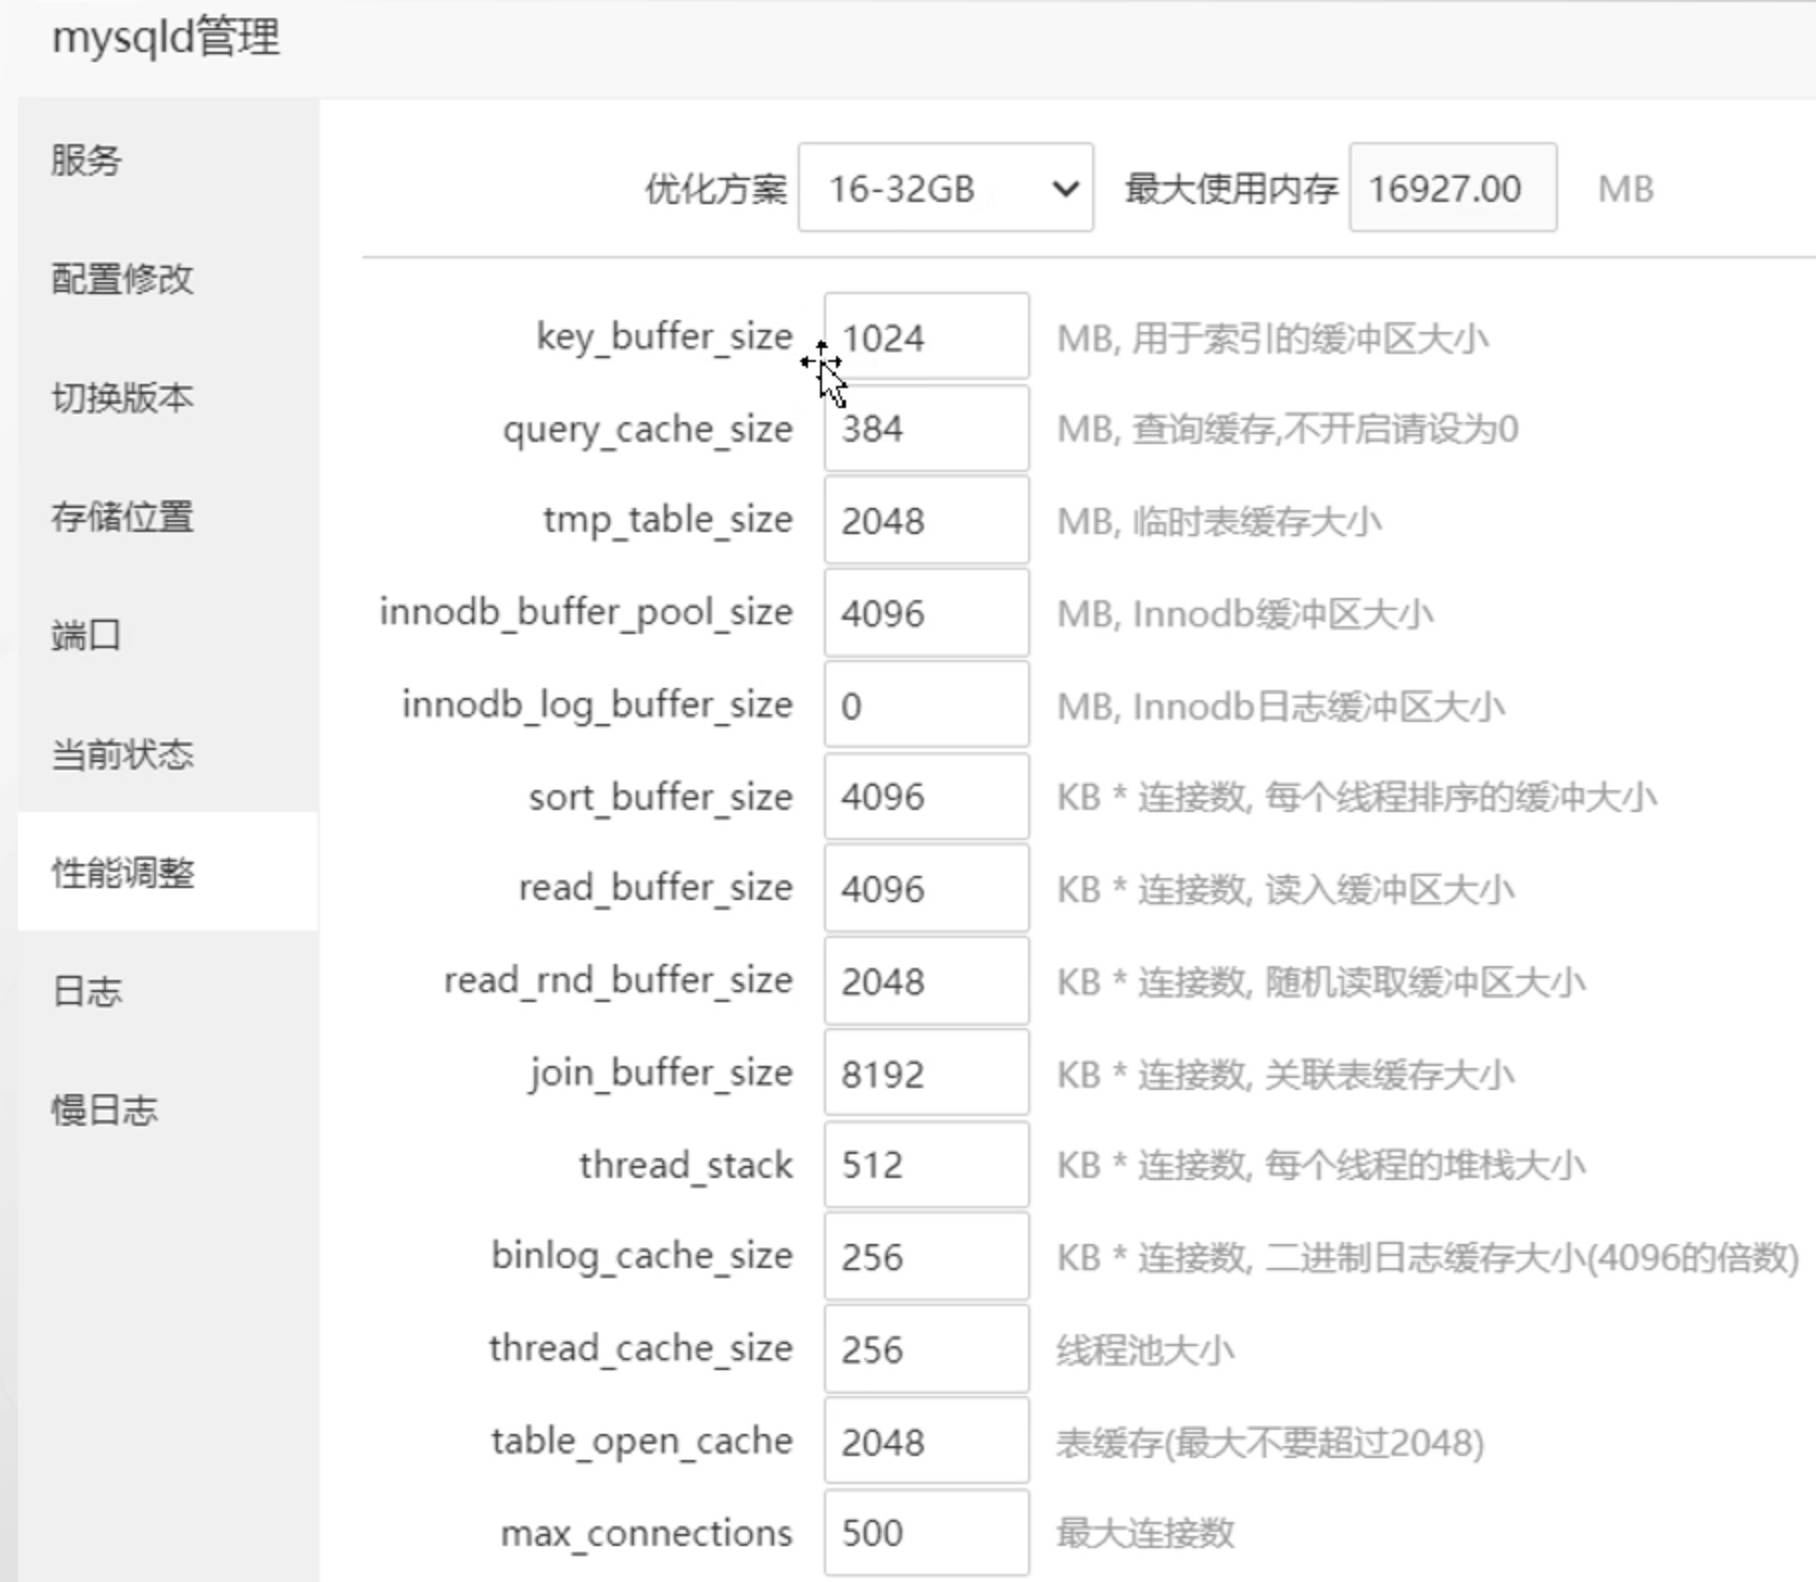 mysqld管理
服务
配置修改
切换版本
存储位置
端口
当前状态
性能调整
日志
慢日志
优化方案 16-32GB 最大使用内存 16927.00 MB
key_buffer_size 1024 MB, 用于索引的缓冲区大小
query_cache_size 384 MB, 查询缓存,不开启请设为0
tmp_table_size 2048 MB, 临时表缓存大小
innodb_buffer_pool_size 4096 MB, Innodb缓冲区大小
innodb_log_buffer_size 0 MB, Innodb日志缓冲区大小
sort_buffer_size 4096 KB * 连接数, 每个线程排序的缓冲大小
read_buffer_size 4096 KB * 连接数, 读入缓冲区大小
read_rnd_buffer_size 2048 KB * 连接数, 随机读取缓冲区大小
join_buffer_size 8192 KB * 连接数, 关联表缓存大小
thread_stack 512 KB * 连接数, 每个线程的堆栈大小
binlog_cache_size 256 KB * 连接数, 二进制日志缓存大小(4096的倍数)
thread_cache_size 256 线程池大小
table_open_cache 2048 表缓存(最大不要超过2048)
max_connections 500 最大连接数